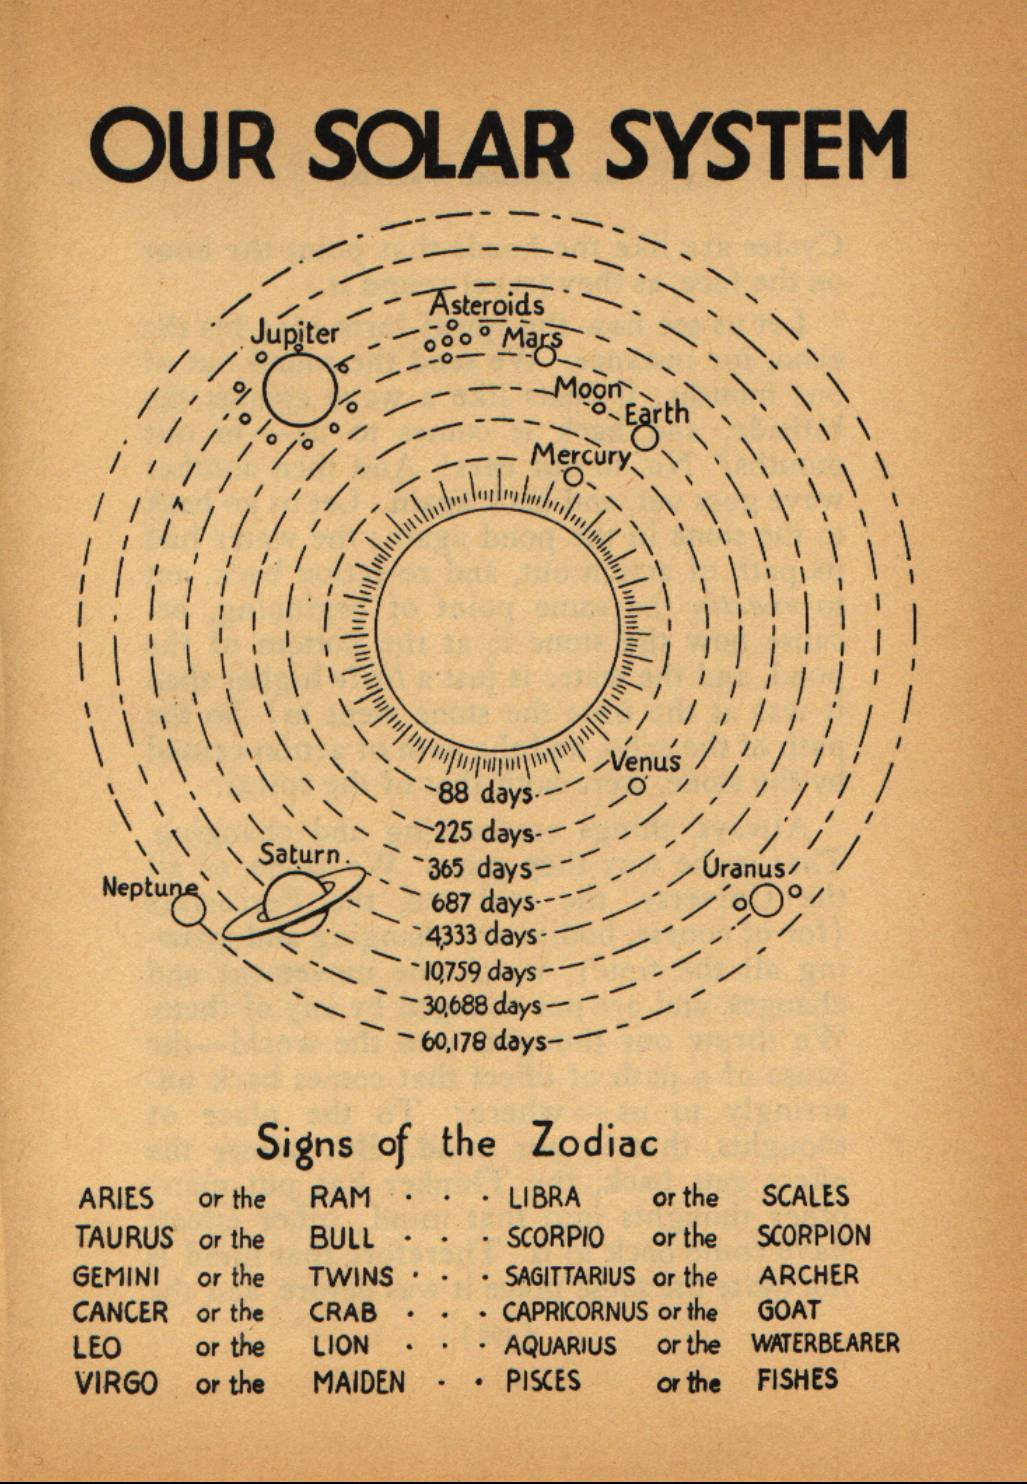 OUR SOLAR SYSTEM
Asteroids
Jupiter
Mars
Moon
Earth
Mercury
Venus
88 days
225 days
Saturn
365 days
Uranus
Neptune
687 days
4,333 days
10,759 days
30,688 days
60,178 days
Signs of the Zodiac
ARIES or the RAM . . . LIBRA or the SCALES
TAURUS or the BULL . . . SCORPIO or the SCORPION
GEMINI or the TWINS . . . SAGITTARIUS or the ARCHER
CANCER or the CRAB . . . CAPRICORNUS or the GOAT
LEO or the LION . . . AQUARIUS or the WATERBEARER
VIRGO or the MAIDEN . . PISCES or the FISHES